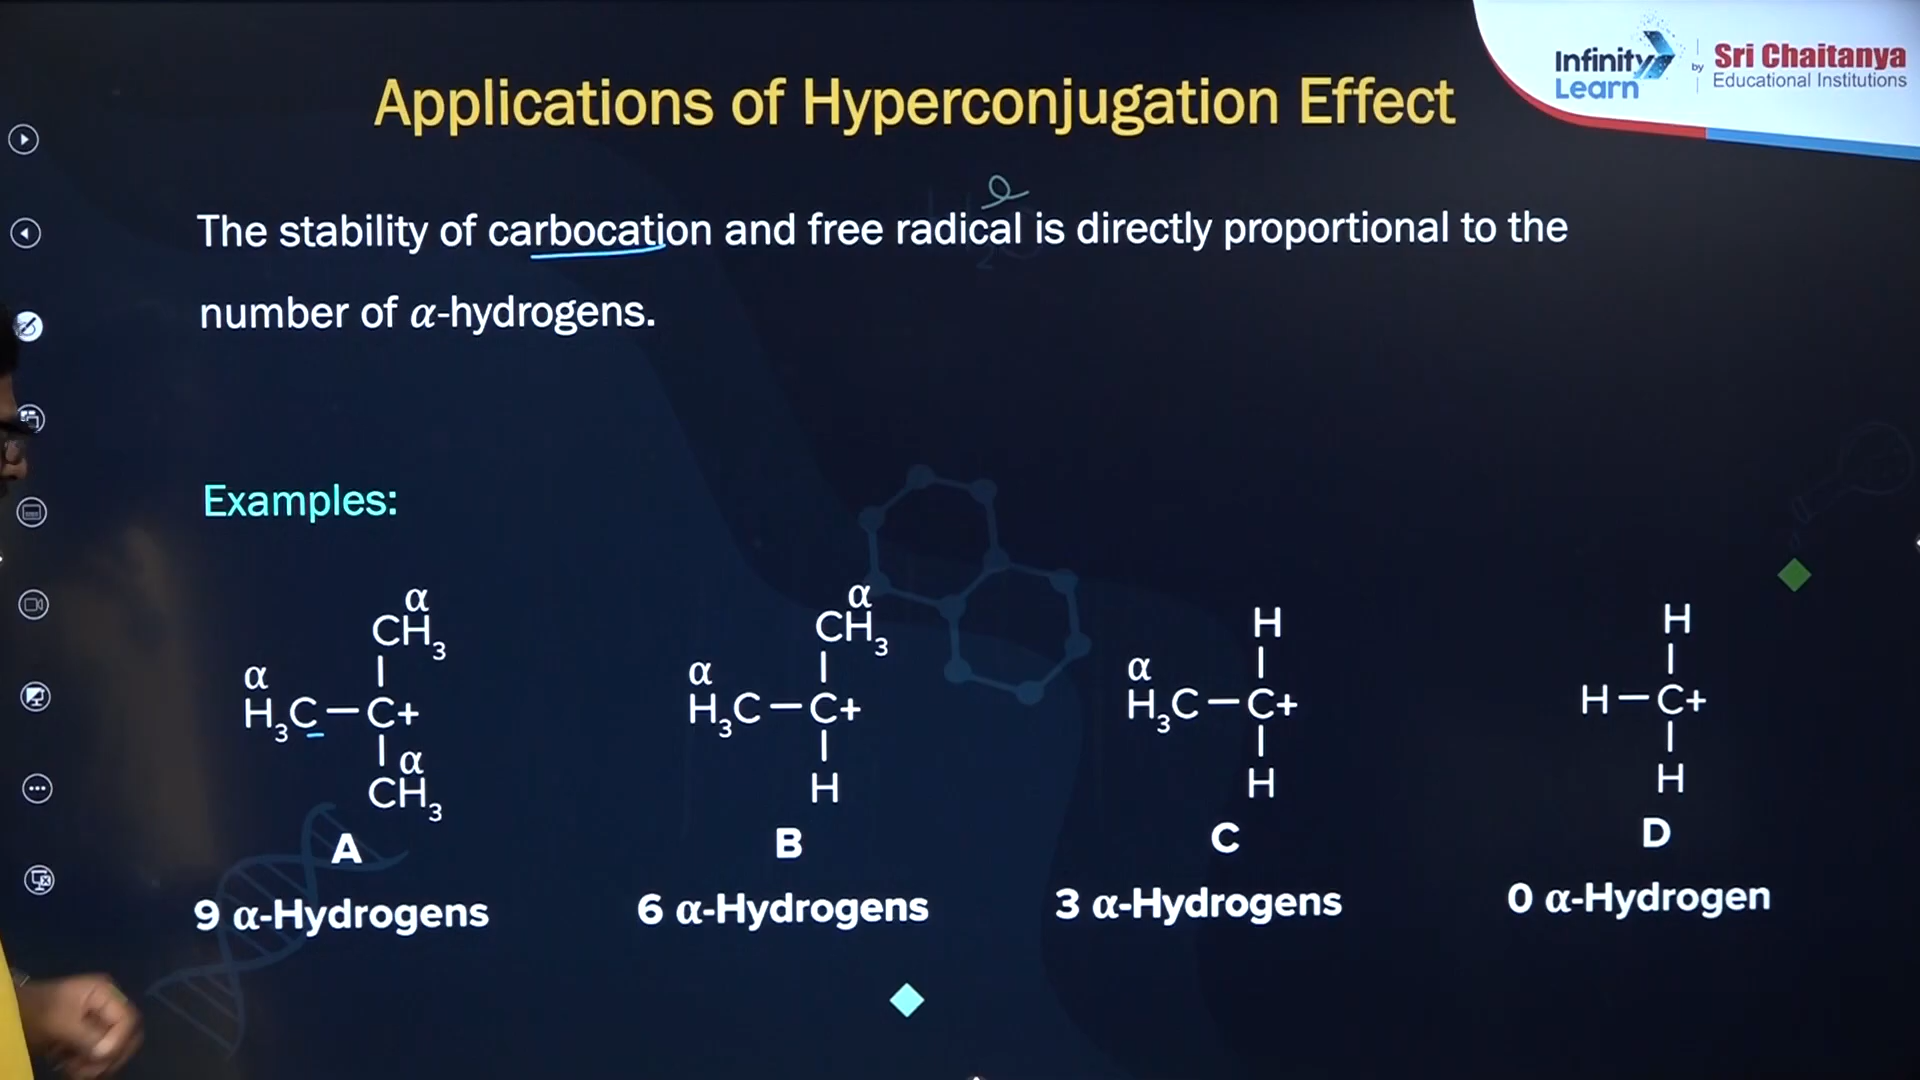 Infinity Learn by Sri Chaitanya Educational Institutions
Applications of Hyperconjugation Effect
The stability of carbocation and free radical is directly proportional to the
number of α-hydrogens.
Examples:
α
CH3
α
H3C – C+
α
CH3
A
9 α-Hydrogens
α
CH3
α
H3C – C+
H
B
6 α-Hydrogens
H
α
H3C – C+
H
C
3 α-Hydrogens
H
H – C+
H
D
0 α-Hydrogen